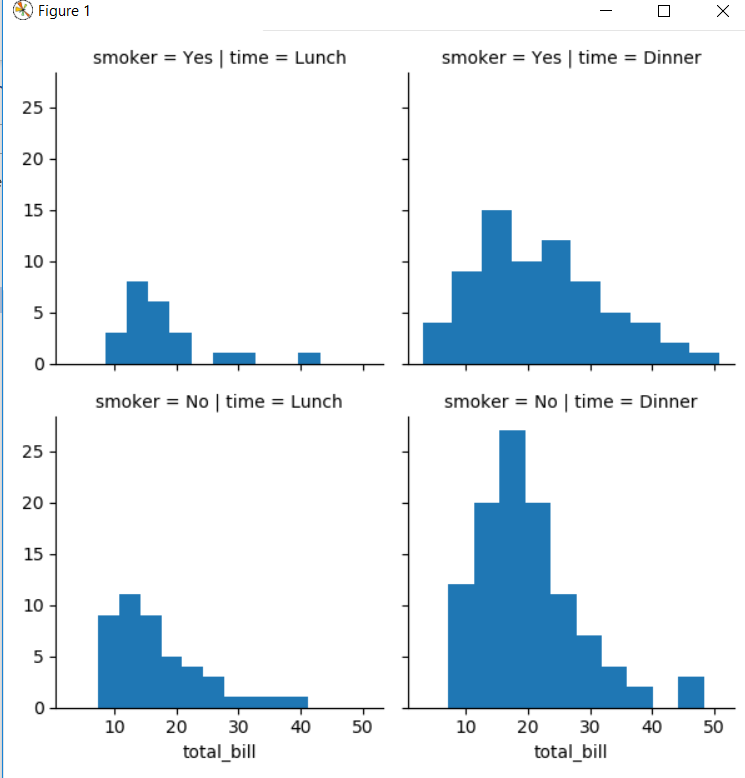 Figure 1
smoker = Yes | time = Lunch
smoker = Yes | time = Dinner
25
20
15
10
5
0
smoker = No | time = Lunch
smoker = No | time = Dinner
25
20
15
10
5
0
10 20 30 40 50
10 20 30 40 50
total_bill
total_bill